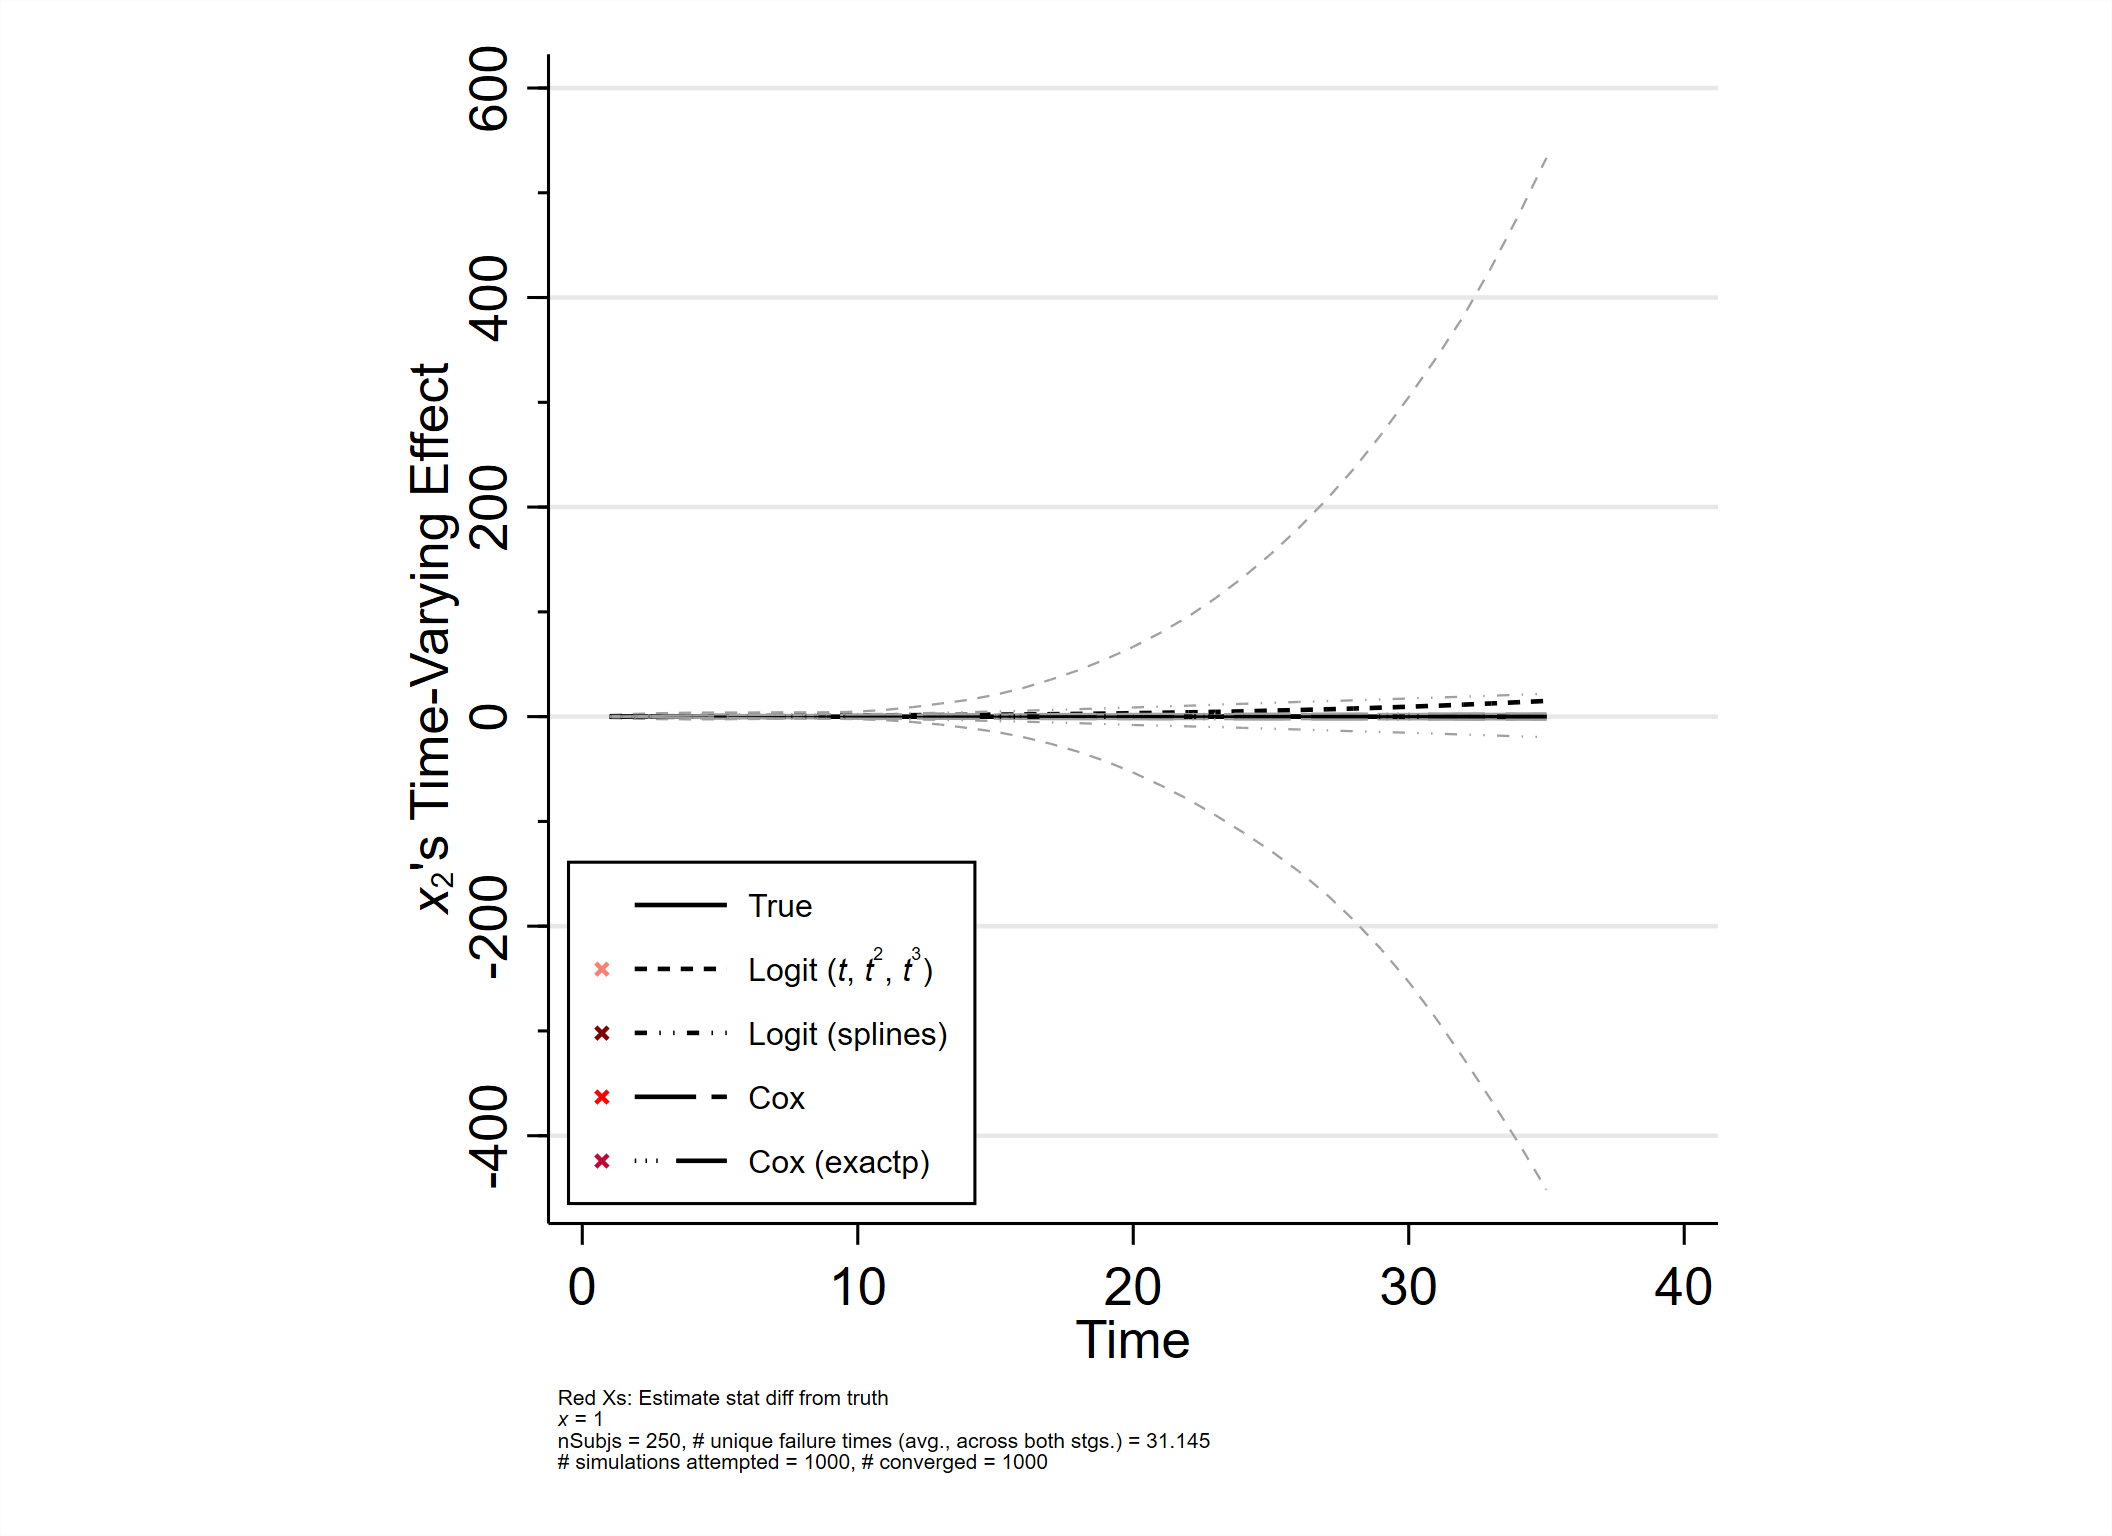 600
400
200
0
-200
-400
x₂'s Time-Varying Effect
True
Logit (t, t², t³)
Logit (splines)
Cox
Cox (exactp)
0 10 20 30 40
Time
Red Xs: Estimate stat diff from truth
x = 1
nSubjs = 250, # unique failure times (avg., across both stgs.) = 31.145
# simulations attempted = 1000, # converged = 1000